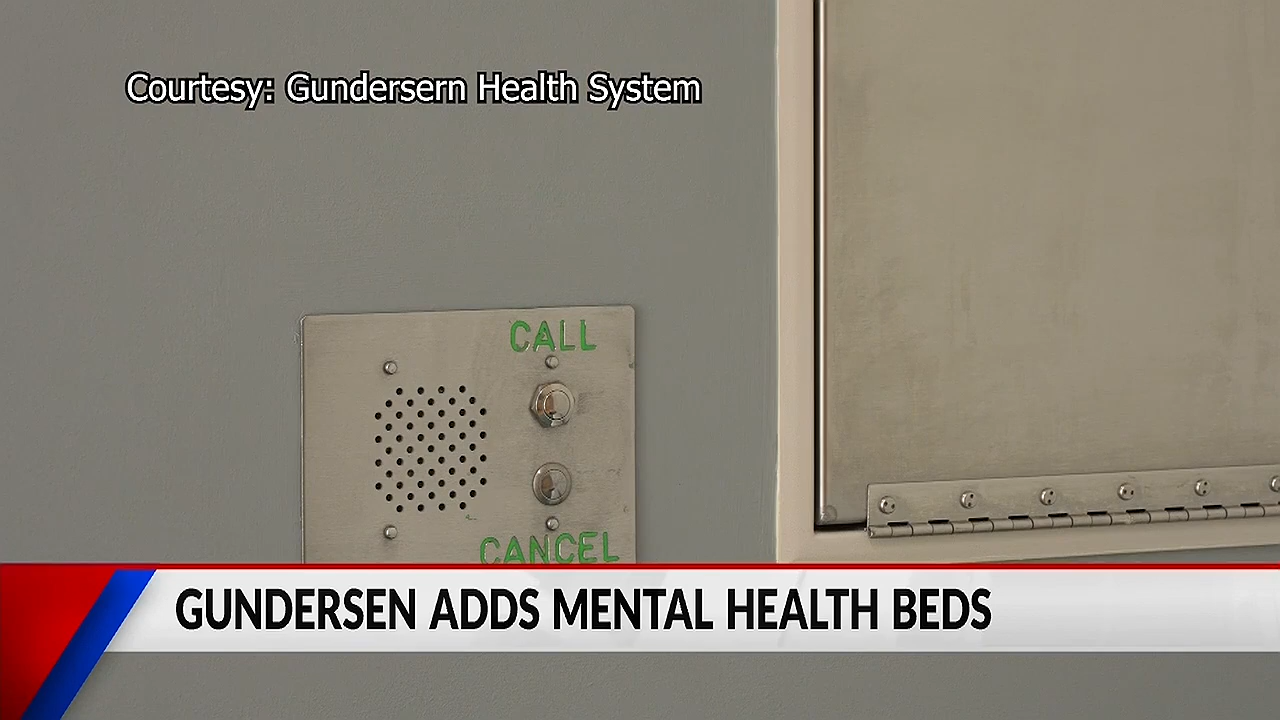 Courtesy: Gundersern Health System
CALL
CANCEL
GUNDERSEN ADDS MENTAL HEALTH BEDS